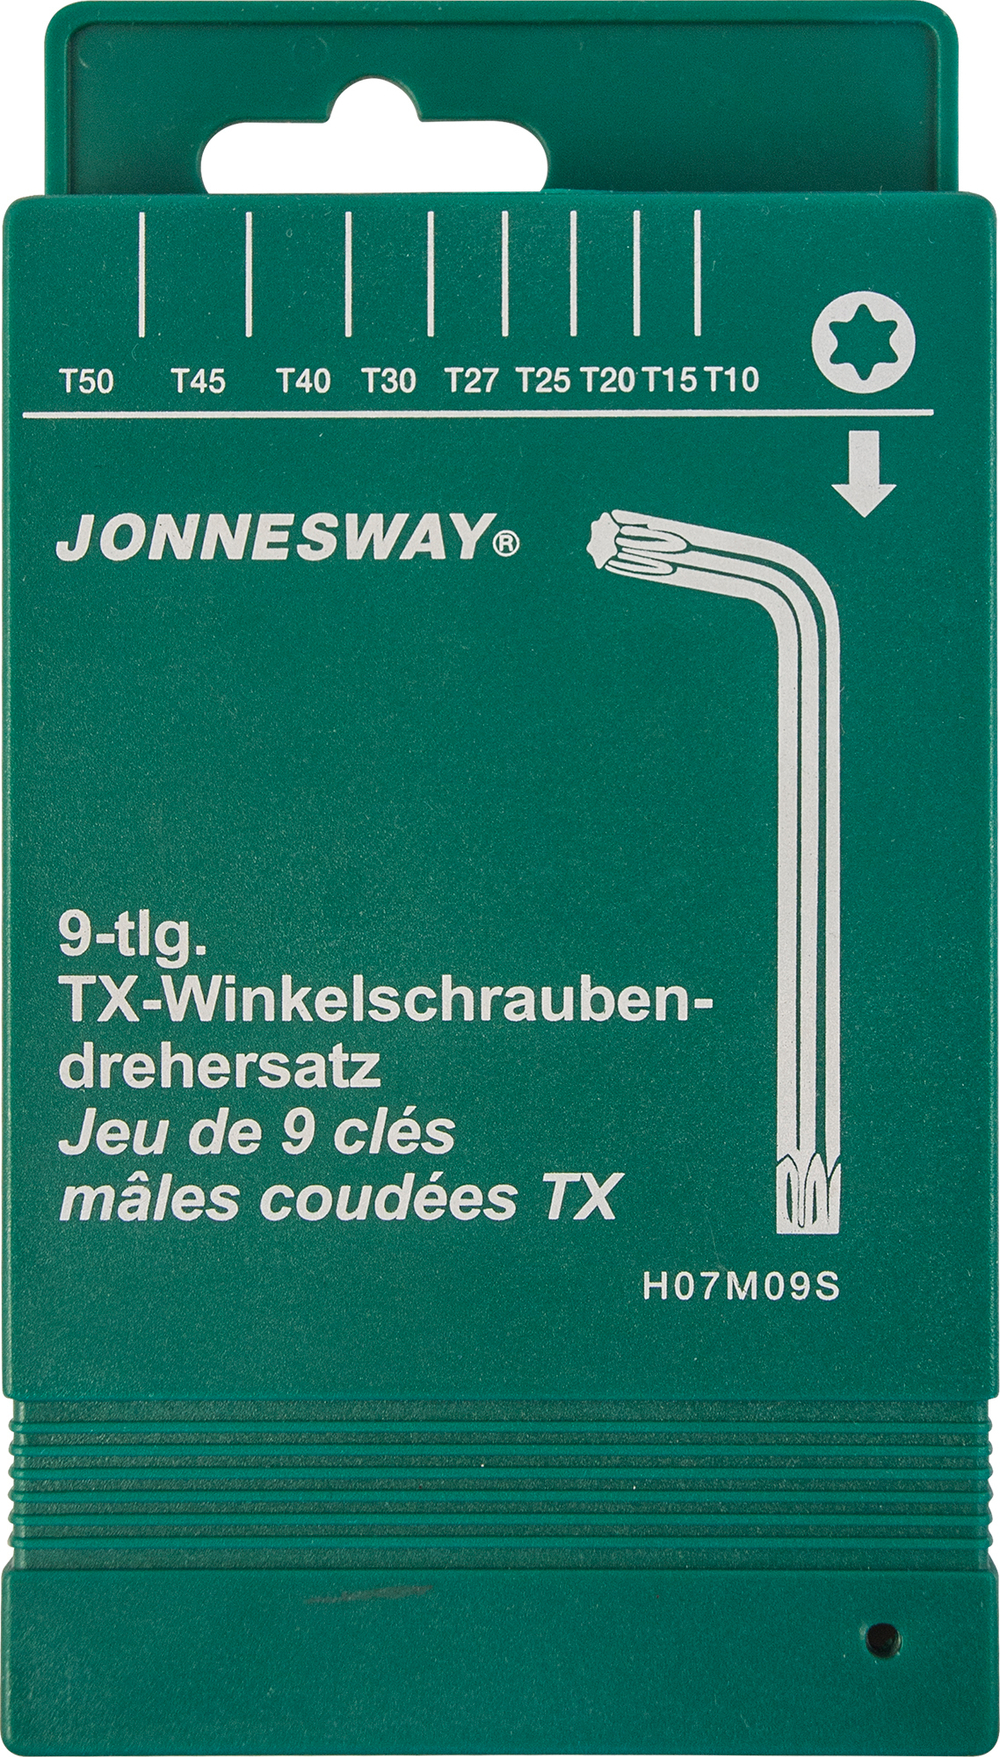 T50 T45 T40 T30 T27 T25 T20 T15 T10
JONNESWAY®
9-tlg.
TX-Winkelschrauben-
drehersatz
Jeu de 9 clés
mâles coudées TX
H07M09S